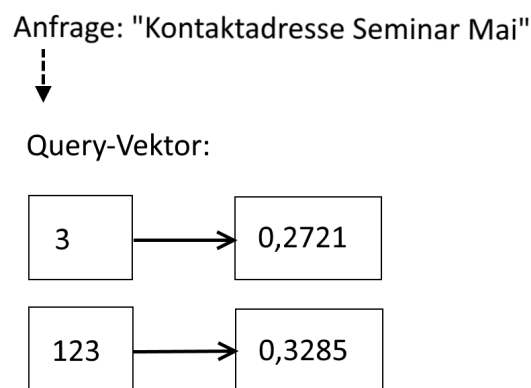 Anfrage: "Kontaktadresse Seminar Mai"
Query-Vektor:
3 0,2721
123 0,3285